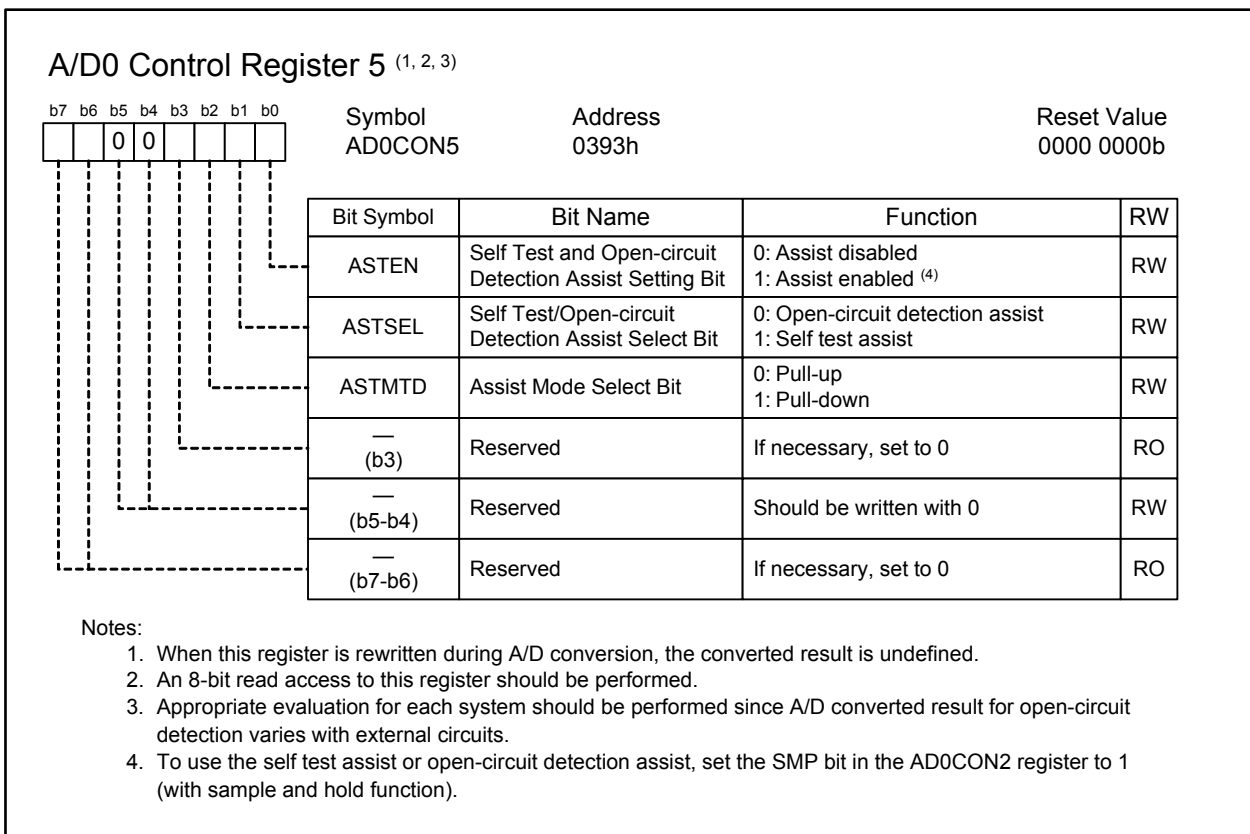 A/D0 Control Register 5 (1, 2, 3)
b7 b6 b5 b4 b3 b2 b1 b0
0 0
Symbol Address Reset Value
AD0CON5 0393h 0000 0000b
Bit Symbol Bit Name Function RW
ASTEN Self Test and Open-circuit Detection Assist Setting Bit 0: Assist disabled 1: Assist enabled (4) RW
ASTSEL Self Test/Open-circuit Detection Assist Select Bit 0: Open-circuit detection assist 1: Self test assist RW
ASTMTD Assist Mode Select Bit 0: Pull-up 1: Pull-down RW
— (b3) Reserved If necessary, set to 0 RO
— (b5-b4) Reserved Should be written with 0 RW
— (b7-b6) Reserved If necessary, set to 0 RO
Notes:
1. When this register is rewritten during A/D conversion, the converted result is undefined.
2. An 8-bit read access to this register should be performed.
3. Appropriate evaluation for each system should be performed since A/D converted result for open-circuit
detection varies with external circuits.
4. To use the self test assist or open-circuit detection assist, set the SMP bit in the AD0CON2 register to 1
(with sample and hold function).